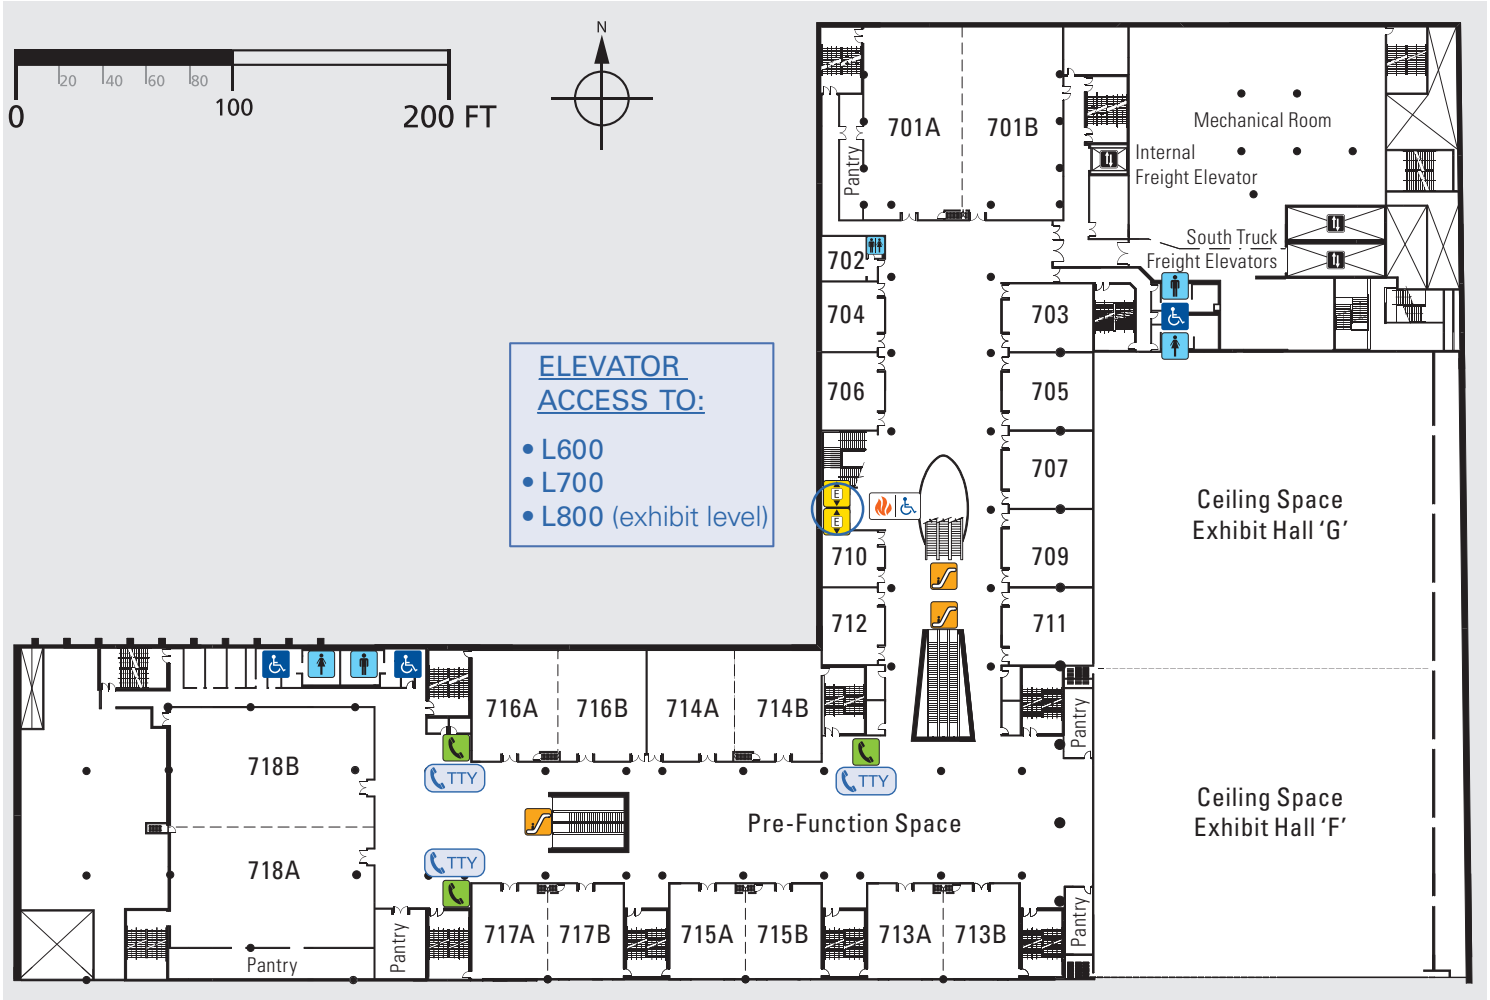 N
20
40
60
80
0
100
200 FT
701A
701B
Pantry
Mechanical Room
Internal
Freight Elevator
South Truck
Freight Elevators
702
704
703
706
705
ELEVATOR
ACCESS TO:
• L600
• L700
• L800 (exhibit level)
707
E
E
Ceiling Space
Exhibit Hall ‘G’
710
709
712
711
716A
716B
714A
714B
Pantry
718B
TTY
TTY
Pre-Function Space
Ceiling Space
Exhibit Hall ‘F’
TTY
718A
717A
717B
715A
715B
713A
713B
Pantry
Pantry
Pantry